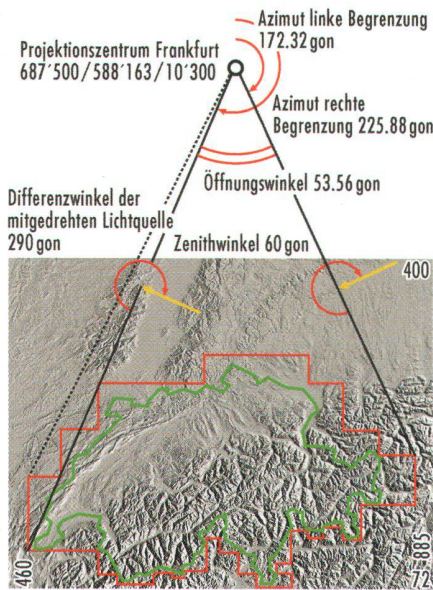 Azimut linke Begrenzung
172.32 gon
Projektionszentrum Frankfurt
687´500/588´163/10´300
Azimut rechte
Begrenzung 225.88 gon
Öffnungswinkel 53.56 gon
Differenzwinkel der
mitgedrehten Lichtquelle
290 gon
Zenithwinkel 60 gon
400
460
885
72